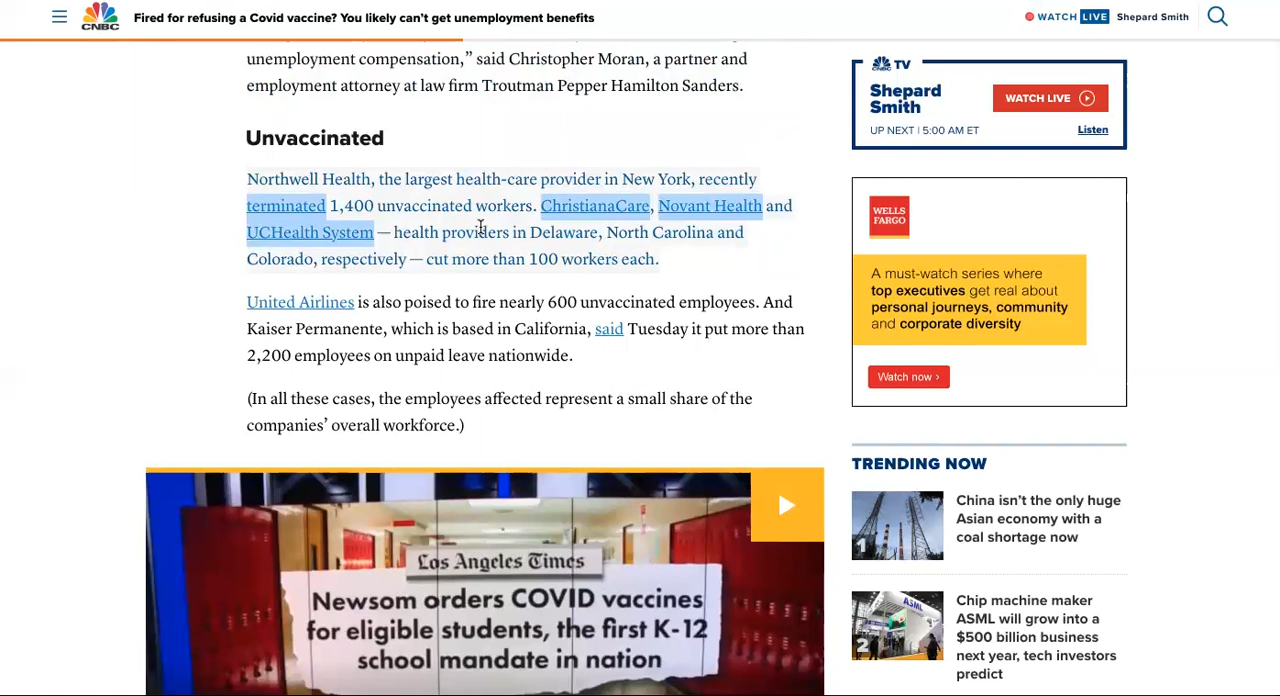 CNBC
Fired for refusing a Covid vaccine? You likely can't get unemployment benefits
WATCH LIVE Shepard Smith
unemployment compensation,” said Christopher Moran, a partner and
employment attorney at law firm Troutman Pepper Hamilton Sanders.
Unvaccinated
Northwell Health, the largest health-care provider in New York, recently
terminated 1,400 unvaccinated workers. ChristianaCare, Novant Health and
UCHealth System — health providers in Delaware, North Carolina and
Colorado, respectively — cut more than 100 workers each.
United Airlines is also poised to fire nearly 600 unvaccinated employees. And
Kaiser Permanente, which is based in California, said Tuesday it put more than
2,200 employees on unpaid leave nationwide.
(In all these cases, the employees affected represent a small share of the
companies’ overall workforce.)
Los Angeles Times
Newsom orders COVID vaccines
for eligible students, the first K-12
school mandate in nation
TV
Shepard
Smith
WATCH LIVE
UP NEXT | 5:00 AM ET
Listen
WELLS
FARGO
A must-watch series where
top executives get real about
personal journeys, community
and corporate diversity
Watch now ›
TRENDING NOW
1
China isn’t the only huge
Asian economy with a
coal shortage now
ASML
2
Chip machine maker
ASML will grow into a
$500 billion business
next year, tech investors
predict